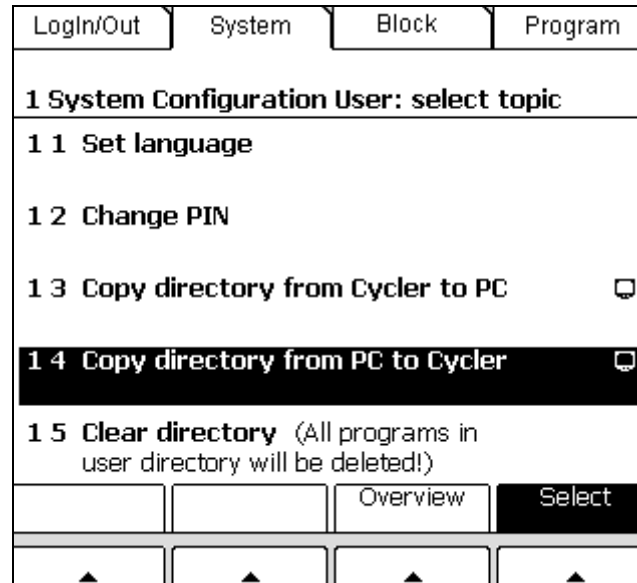 LogIn/Out System Block Program
1 System Configuration User: select topic
1 1 Set language
1 2 Change PIN
1 3 Copy directory from Cycler to PC
1 4 Copy directory from PC to Cycler
1 5 Clear directory (All programs in
user directory will be deleted!)
Overview Select